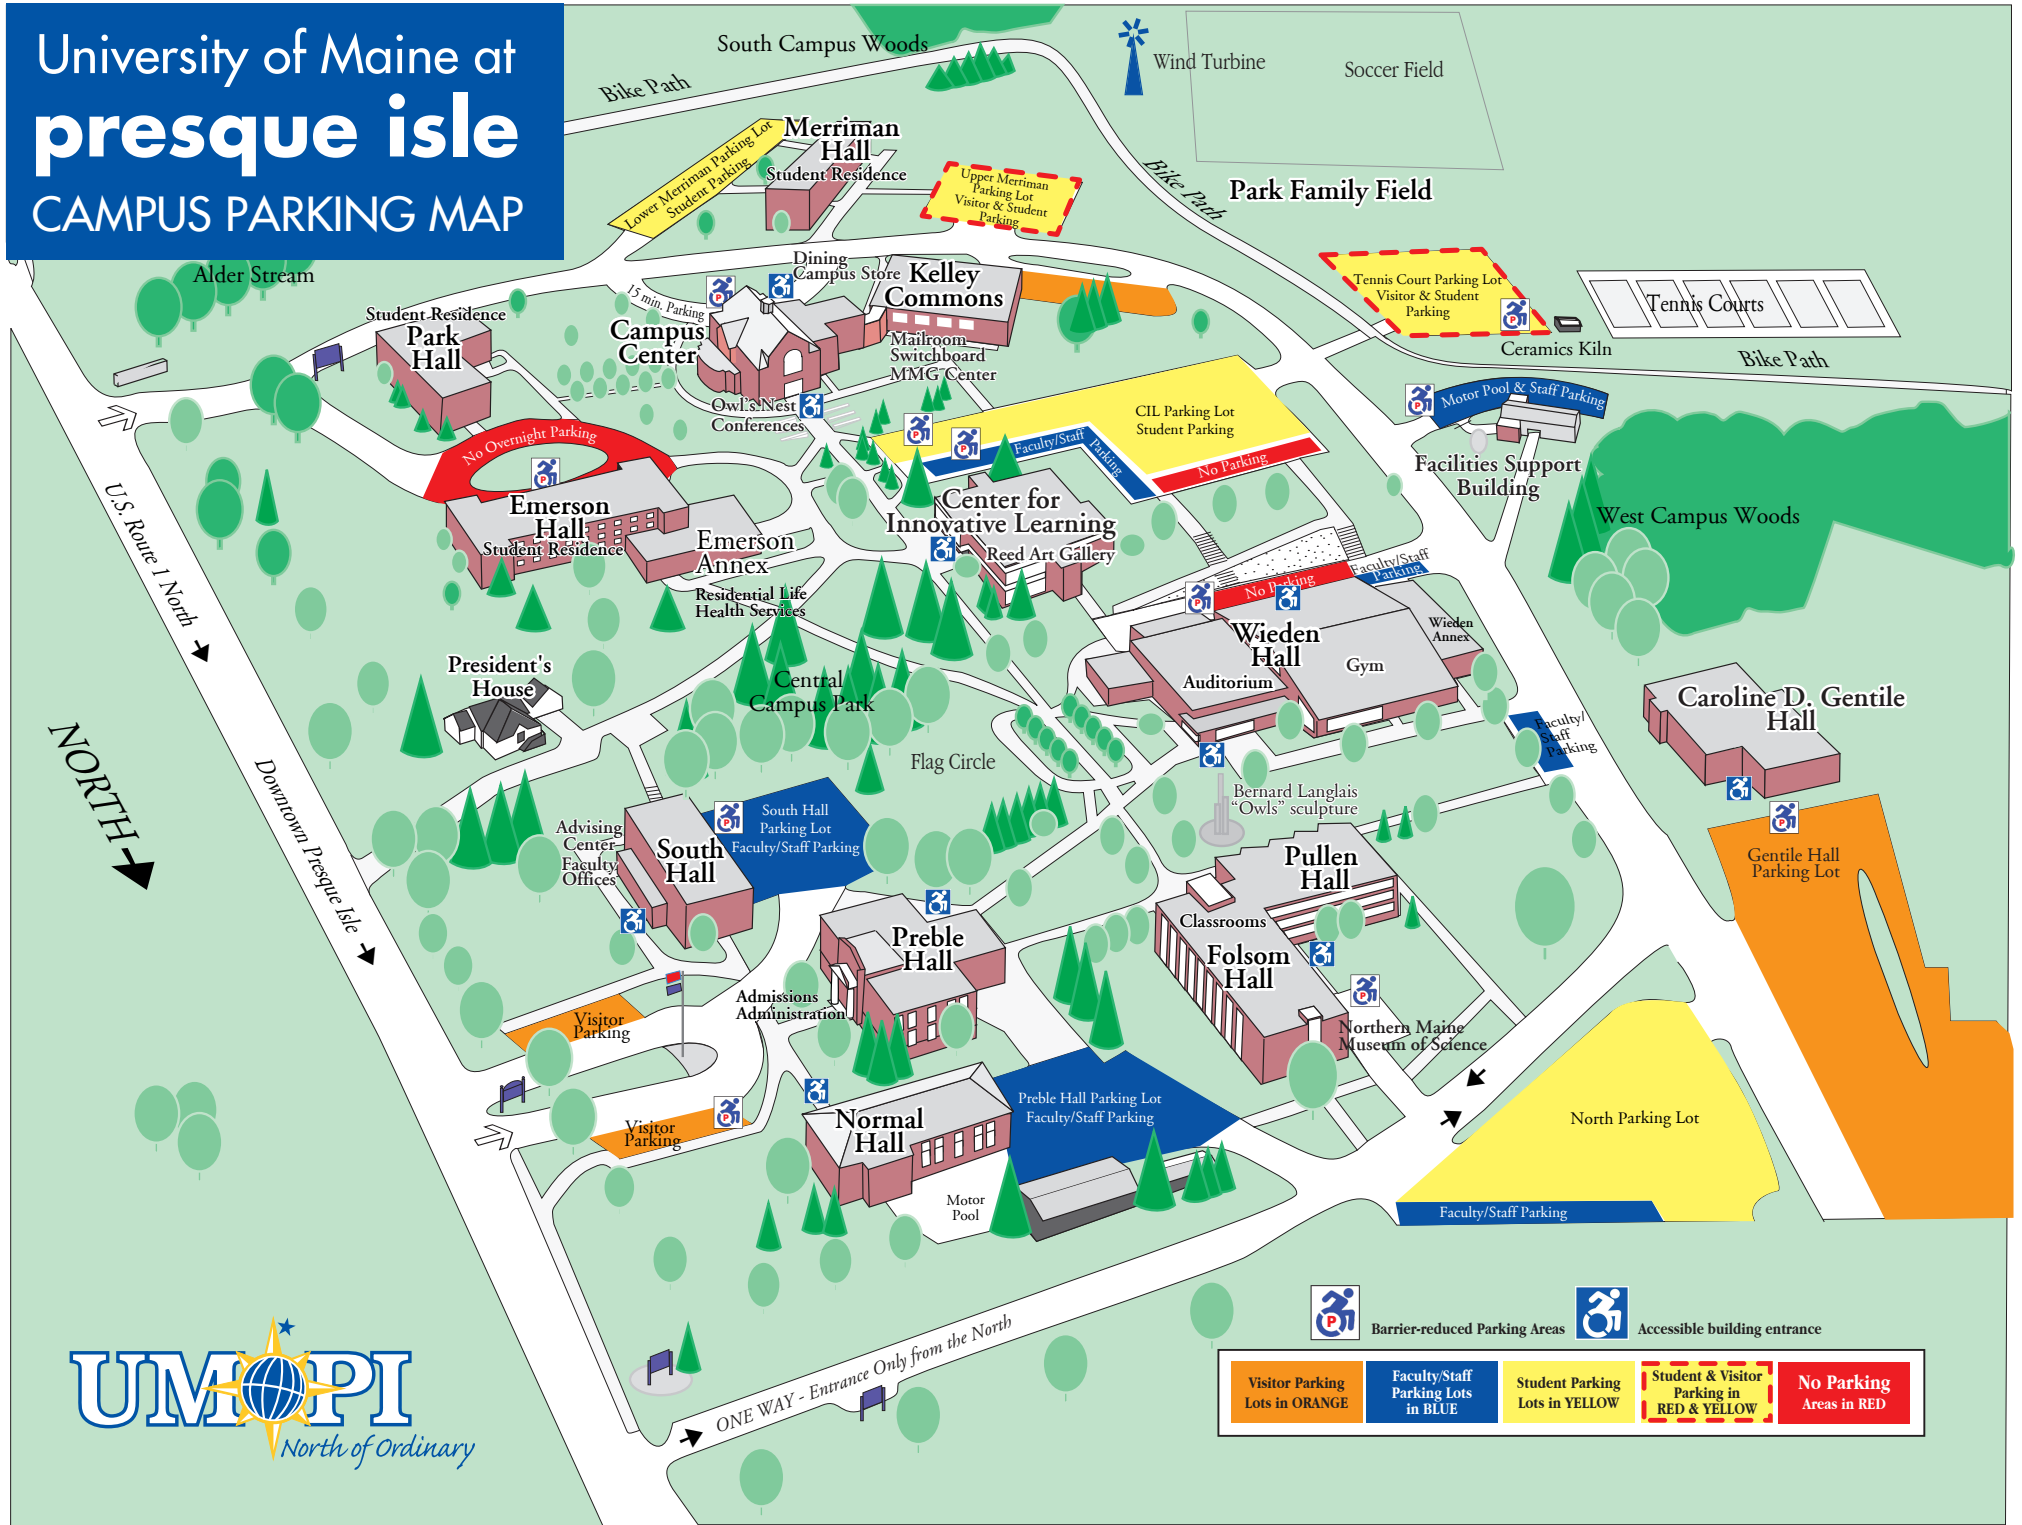 University of Maine at
presque isle
CAMPUS PARKING MAP
South Campus Woods
Bike Path
Wind Turbine
Soccer Field
Merriman
Hall
Student Residence
Lower Merriman Parking Lot
Student Parking
Upper Merriman
Parking Lot
Visitor & Student
Parking
Bike Path
Park Family Field
Alder Stream
Dining
Campus Store
Kelley
Commons
15 min. Parking
Tennis Court Parking Lot
Visitor & Student
Parking
P
Tennis Courts
Ceramics Kiln
Bike Path
Student Residence
Park
Hall
Campus
Center
P
Mailroom
Switchboard
MMG Center
Owl's Nest
Conferences
P
Motor Pool & Staff Parking
CIL Parking Lot
Student Parking
P
P
Faculty/Staff
Parking
No Parking
No Overnight Parking
P
Facilities Support
Building
Emerson
Hall
Student Residence
Emerson
Annex
Center for
Innovative Learning
Reed Art Gallery
West Campus Woods
U.S. Route 1 North
Residential Life
Health Services
Faculty/Staff
Parking
No Parking
P
Wieden
Hall
Wieden
Annex
Gym
Auditorium
President's
House
Central
Campus Park
Caroline D. Gentile
Hall
Faculty/
Staff
Parking
NORTH
Downtown Presque Isle
Flag Circle
Bernard Langlais
“Owls” sculpture
P
Gentile Hall
Parking Lot
P
South Hall
Parking Lot
Faculty/Staff Parking
Advising
Center
Faculty
Offices
South
Hall
Pullen
Hall
Classrooms
Folsom
Hall
Preble
Hall
P
Admissions
Administration
Northern Maine
Museum of Science
Visitor
Parking
Preble Hall Parking Lot
Faculty/Staff Parking
North Parking Lot
P
Visitor
Parking
Normal
Hall
Motor
Pool
Faculty/Staff Parking
ONE WAY - Entrance Only from the North
P
Barrier-reduced Parking Areas
Accessible building entrance
Visitor Parking
Lots in ORANGE
Faculty/Staff
Parking Lots
in BLUE
Student Parking
Lots in YELLOW
Student & Visitor
Parking in
RED & YELLOW
No Parking
Areas in RED
UMPI
North of Ordinary